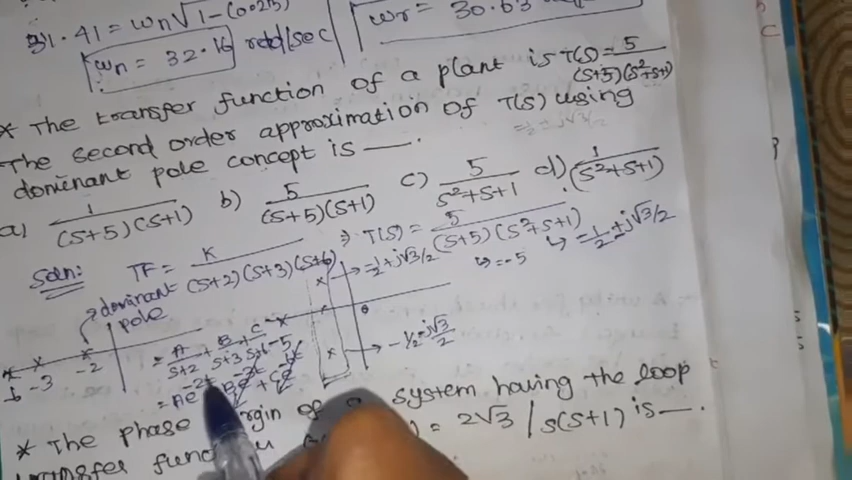 31.41 = ωn√1-(0.215)
ωn = 32.16 rad/sec
ωr = 30.63
* The transfer function of a plant is T(s) = 5/(s+5)(s²+s+1)
The second order approximation of T(s) using
dominant pole concept is —.
a) 1/(s+5)(s+1) b) 5/(s+5)(s+1) c) 5/s²+s+1 d) 1/(s²+s+1)
Soln: TF = K/(s+2)(s+3)(s+6) ⇒ T(s) = 5/(s+5)(s²+s+1)
↳ = -5 ↳ = -1/2 ± j√3/2
dominant pole
-1/2 + j√3/2
-3 -2
-5
0
-1/2 - j√3/2
= A/s+2 + B/s+3 + C/s+6
* The phase margin of a system having the loop
transfer = 2√3 / s(s+1) is —.